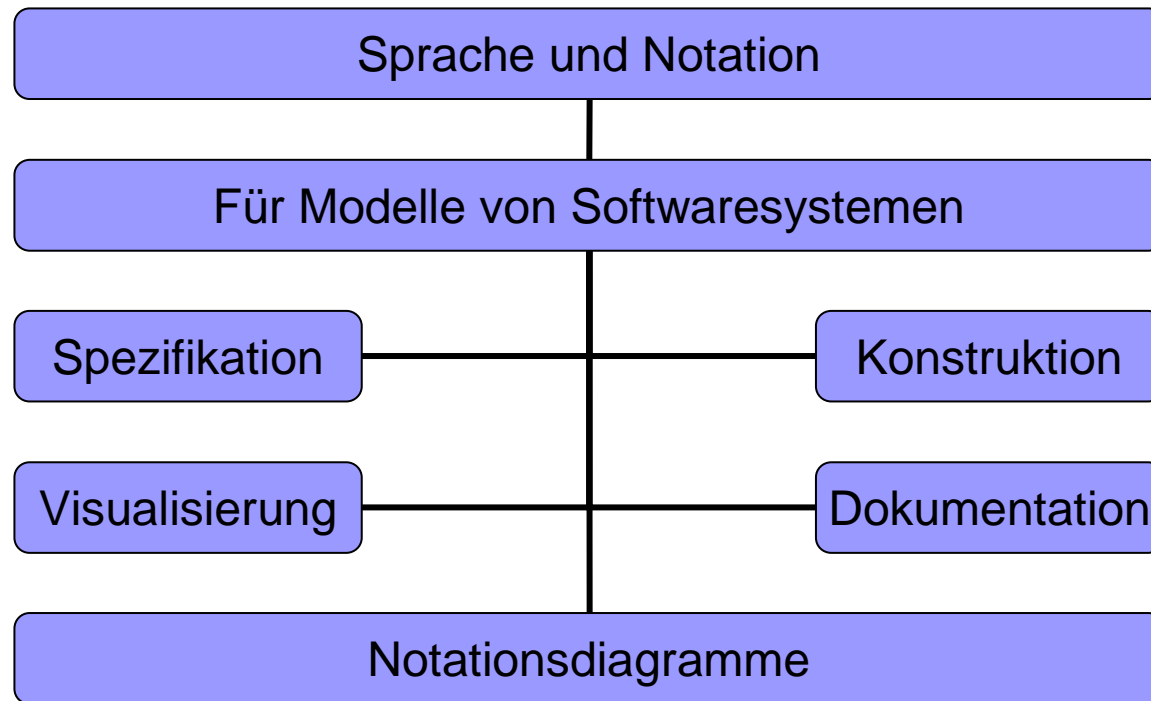 Sprache und Notation
Für Modelle von Softwaresystemen
Spezifikation
Konstruktion
Visualisierung
Dokumentation
Notationsdiagramme